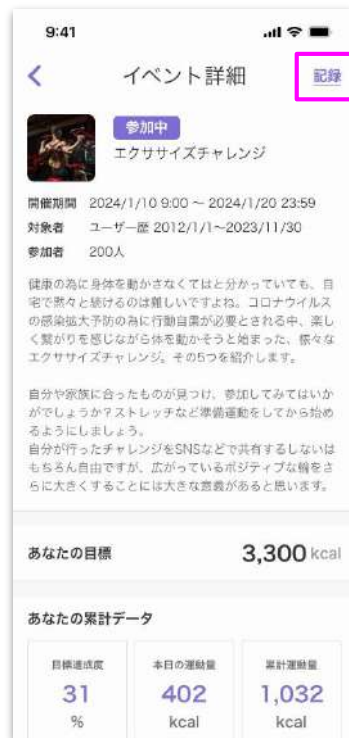 9:41
イベント詳細
記録
参加中
エクササイズチャレンジ
開催期間 2024/1/10 9:00 ~ 2024/1/20 23:59
対象者 ユーザー歴 2012/1/1~2023/11/30
参加者 200人
健康の為に身体を動かさなくてはと分かっていても、自
宅で黙々と続けるのは難しいですよね。コロナウイルス
の感染拡大予防の為に行動自粛が必要とされる中、楽し
く繋がりを感じながら体を動かそうと始まった、様々な
エクササイズチャレンジ。その5つを紹介します。
自分や家族に合ったものが見つけ、参加してみてはいか
がでしょうか？ストレッチなど準備運動をしてから始め
るようにしましょう。
自分が行ったチャレンジをSNSなどで共有するしないは
もちろん自由ですが、広がっているポジティブな輪をさ
らに大きくすることには大きな意義があると思います。
あなたの目標 3,300 kcal
あなたの累計データ
目標達成度 本日の運動量 累計運動量
31 402 1,032
% kcal kcal